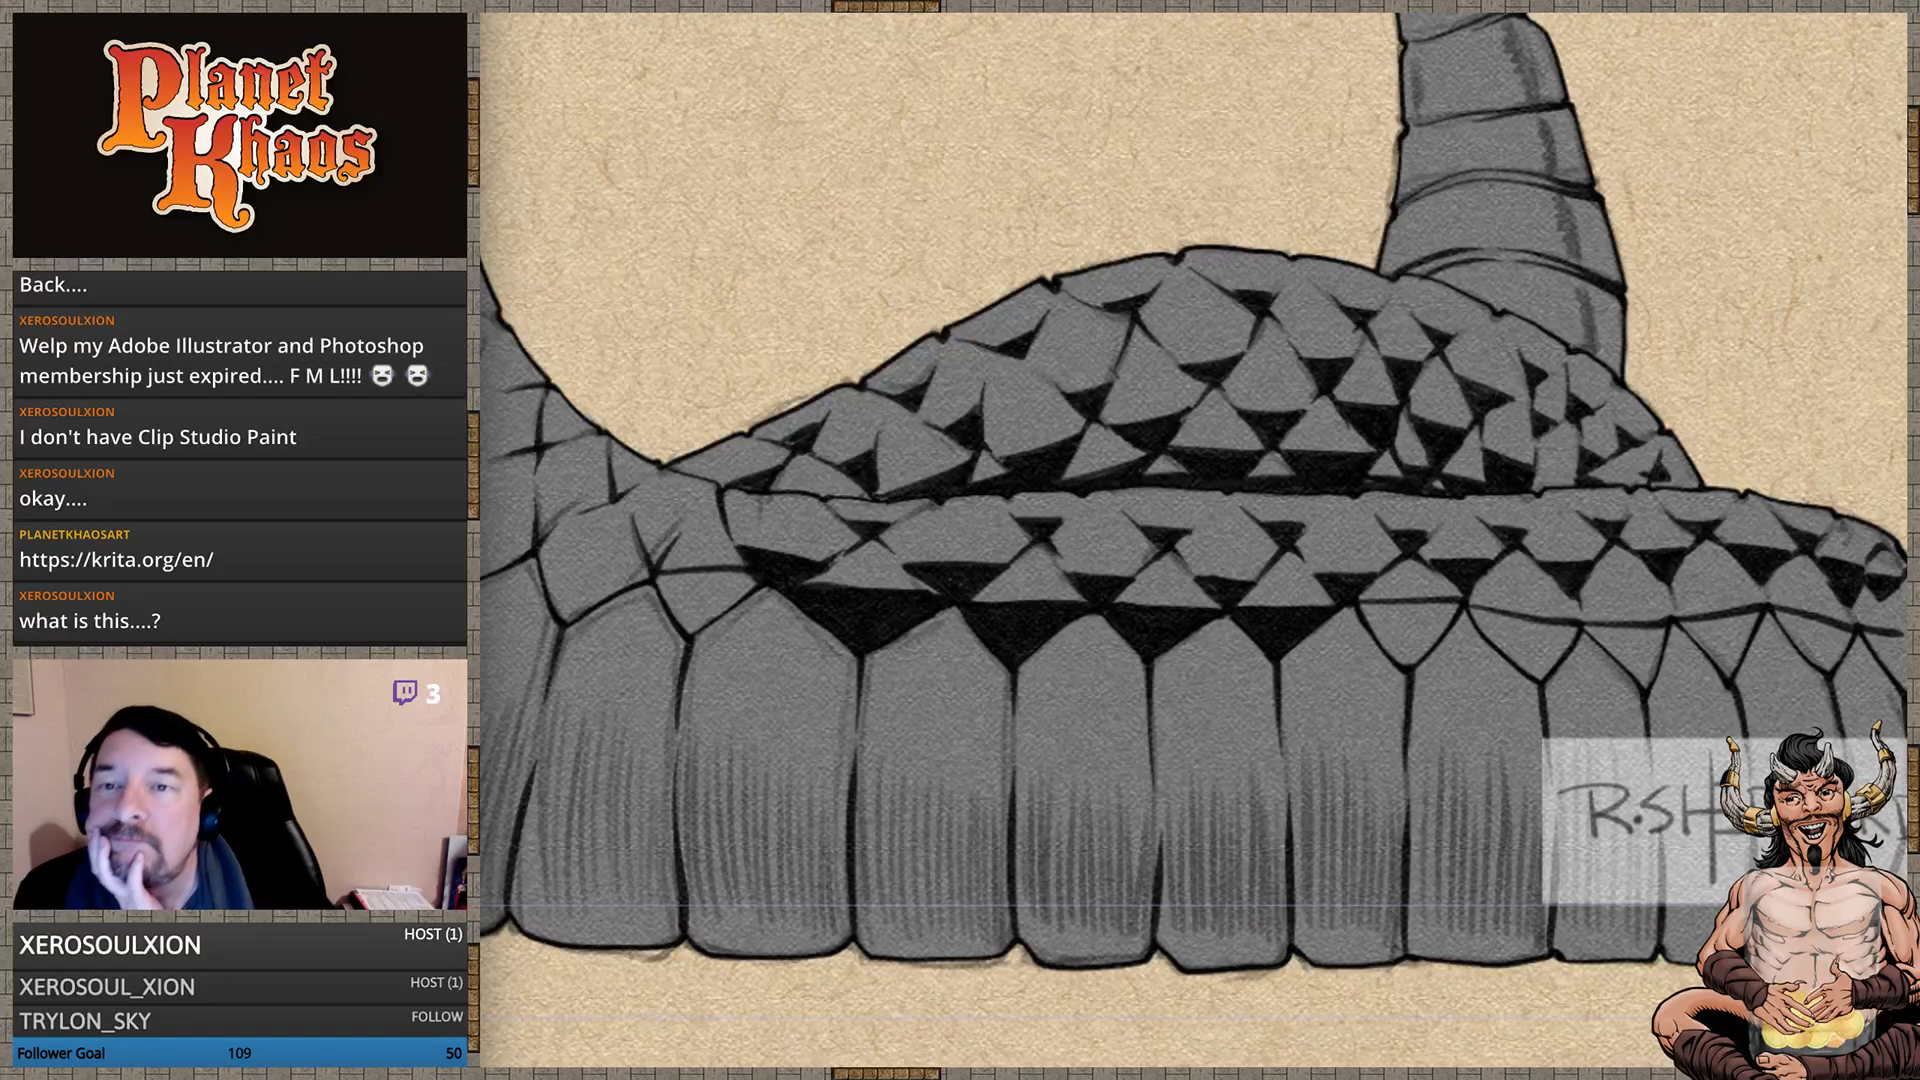 Planet
Khaos
Back....
XEROSOULXION
Welp my Adobe Illustrator and Photoshop
membership just expired.... F M L!!!!
XEROSOULXION
I don't have Clip Studio Paint
XEROSOULXION
okay....
PLANETKHAOSART
https://krita.org/en/
XEROSOULXION
what is this....?
3
XEROSOULXION HOST (1)
XEROSOUL_XION HOST (1)
TRYLON_SKY FOLLOW
Follower Goal 109 50